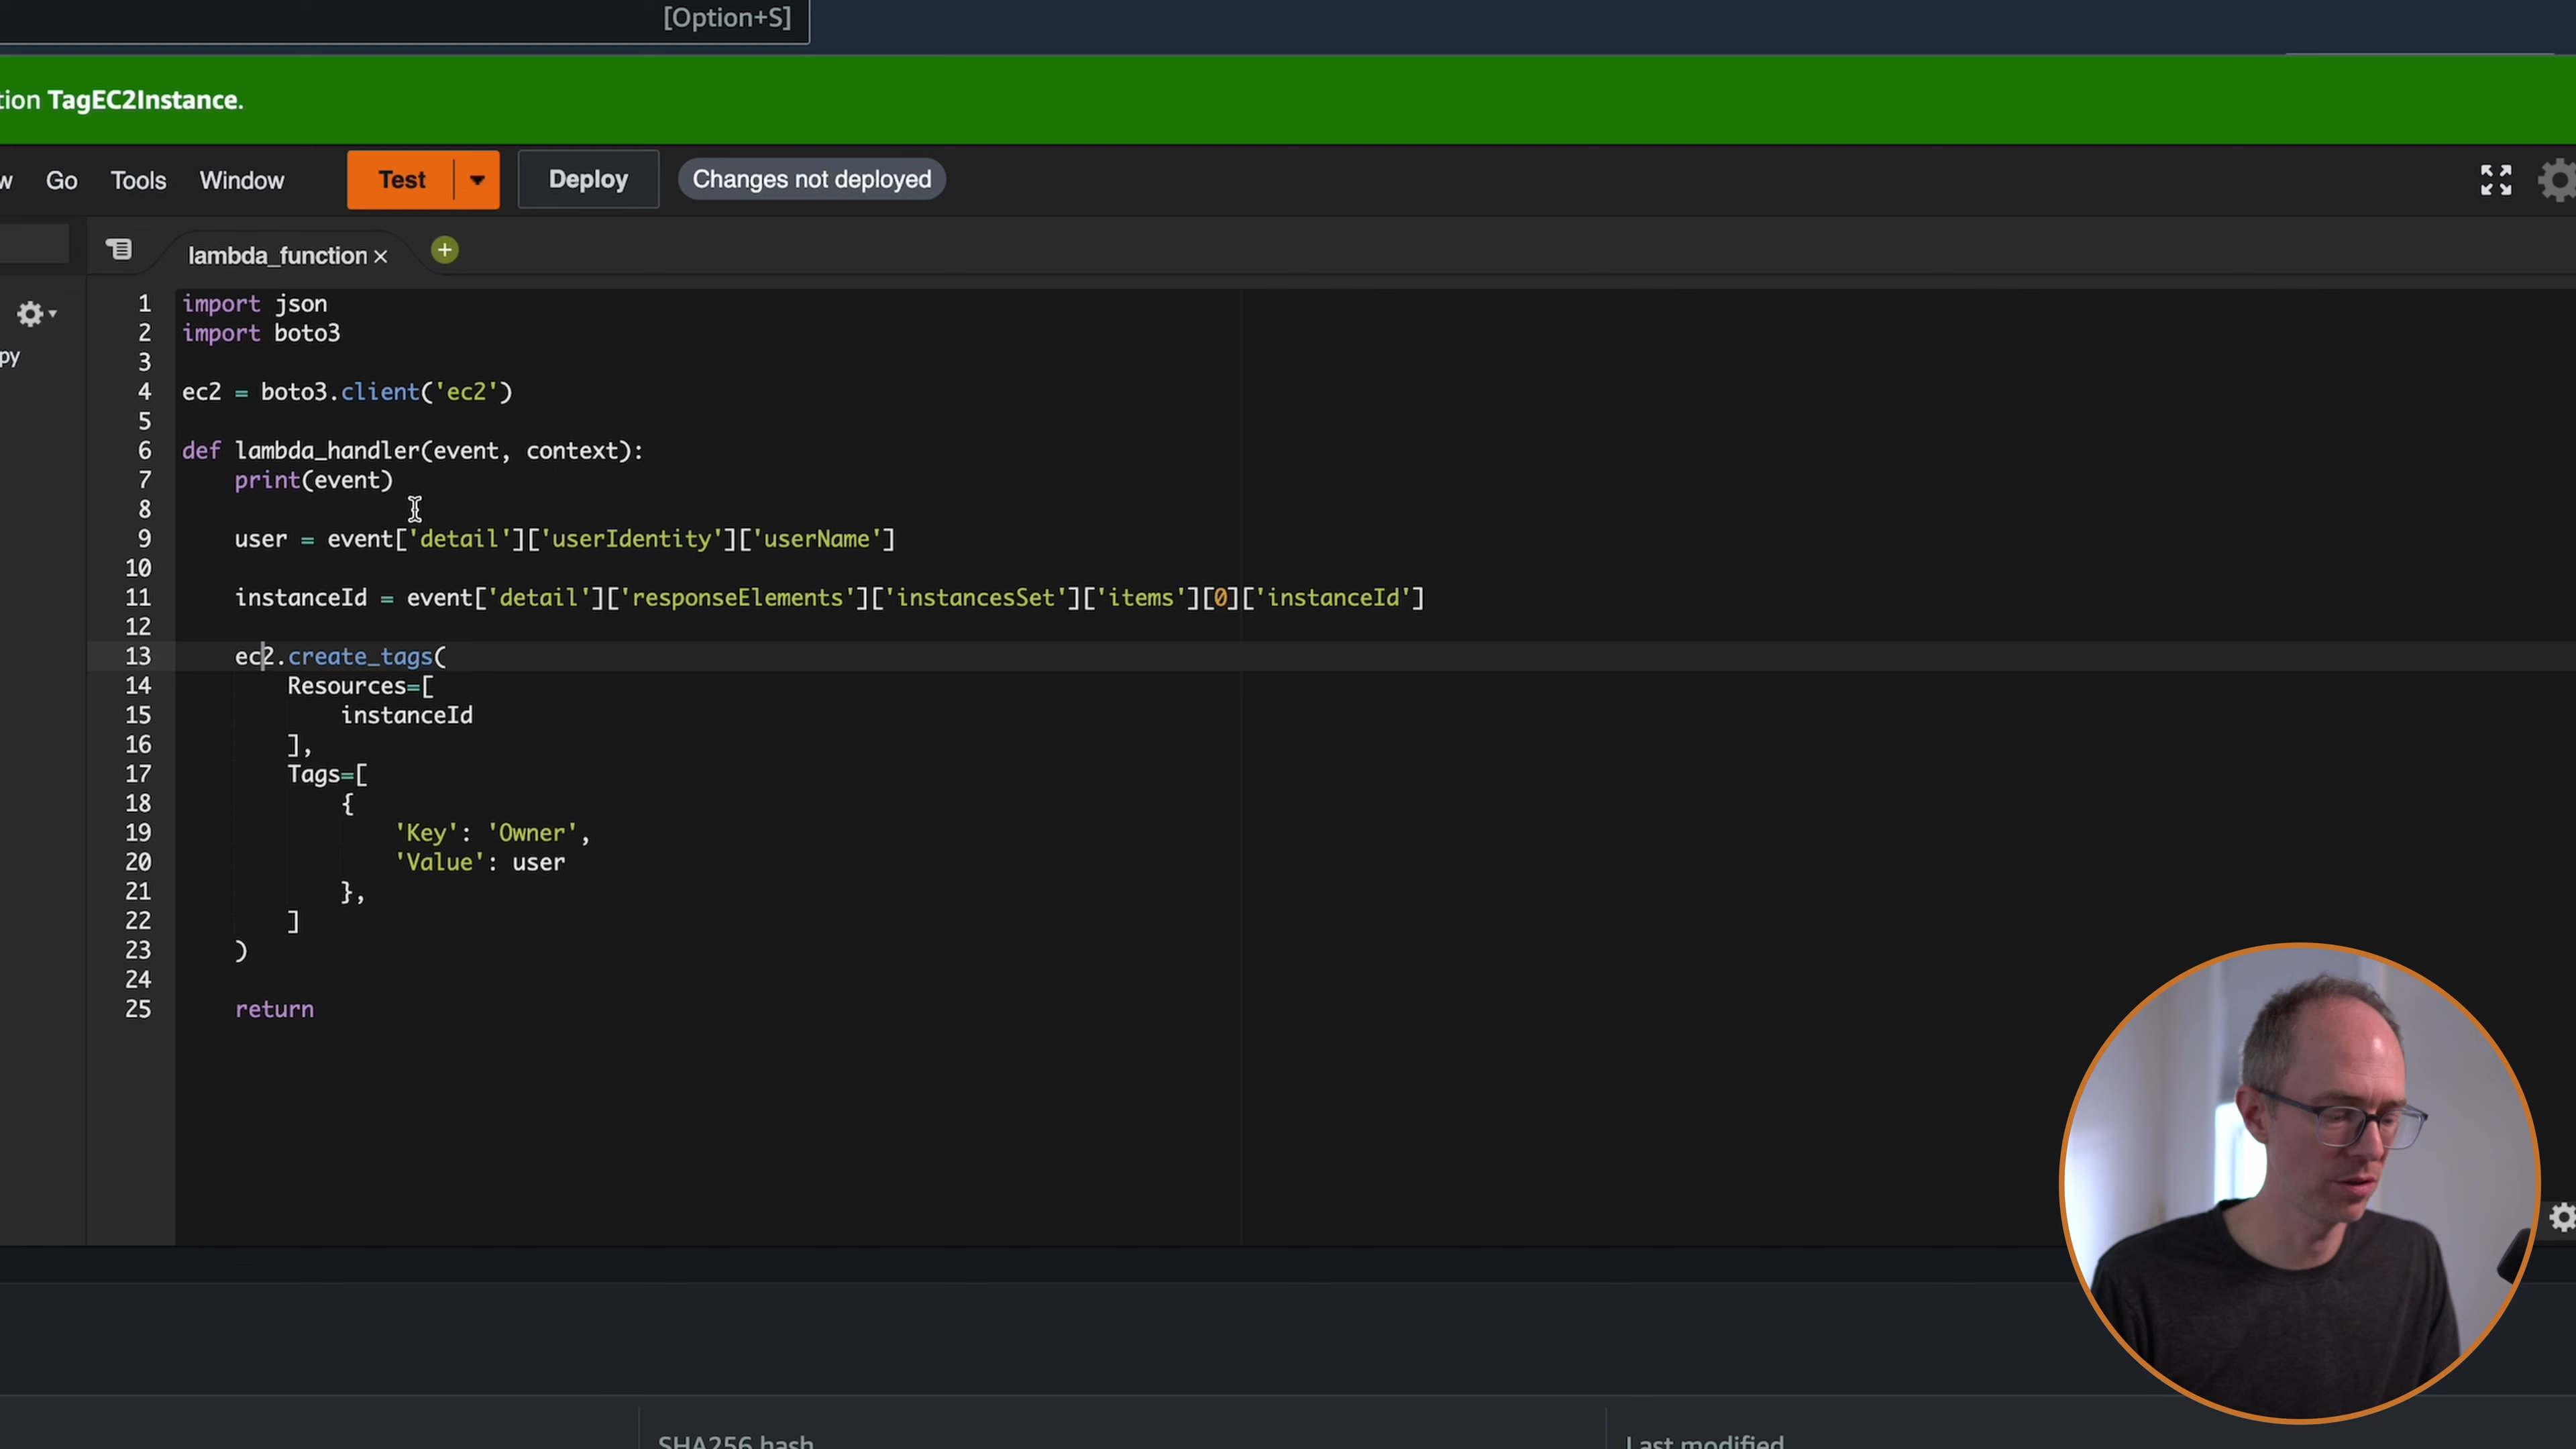 [Option+S]
tion TagEC2Instance.
w Go Tools Window Test Deploy Changes not deployed
lambda_function ×
py
1 import json
2 import boto3
3
4 ec2 = boto3.client('ec2')
5
6 def lambda_handler(event, context):
7     print(event)
8
9     user = event['detail']['userIdentity']['userName']
10
11     instanceId = event['detail']['responseElements']['instancesSet']['items'][0]['instanceId']
12
13     ec2.create_tags(
14         Resources=[
15             instanceId
16         ],
17         Tags=[
18             {
19                 'Key': 'Owner',
20                 'Value': user
21             },
22         ]
23     )
24
25     return
SHA256 hash
Last modified